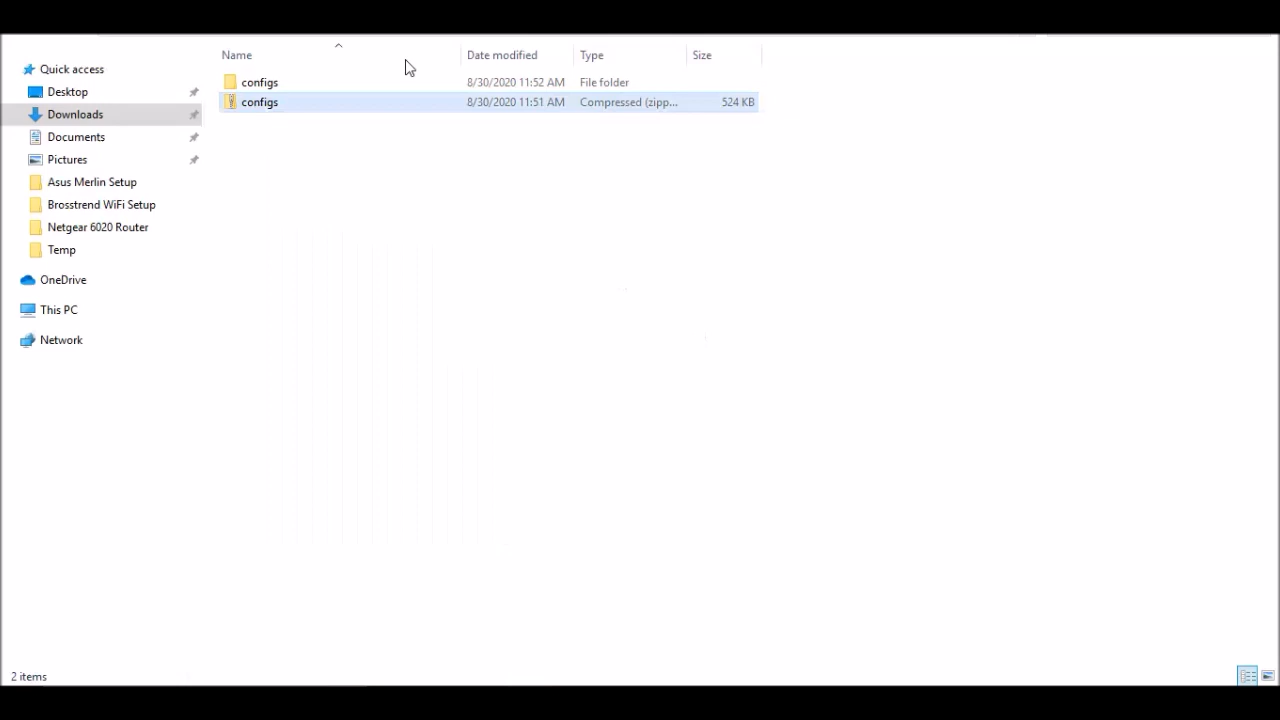 Name Date modified Type Size
Quick access
configs 8/30/2020 11:52 AM File folder
Desktop
configs 8/30/2020 11:51 AM Compressed (zipp... 524 KB
Downloads
Documents
Pictures
Asus Merlin Setup
Brosstrend WiFi Setup
Netgear 6020 Router
Temp
OneDrive
This PC
Network
2 items